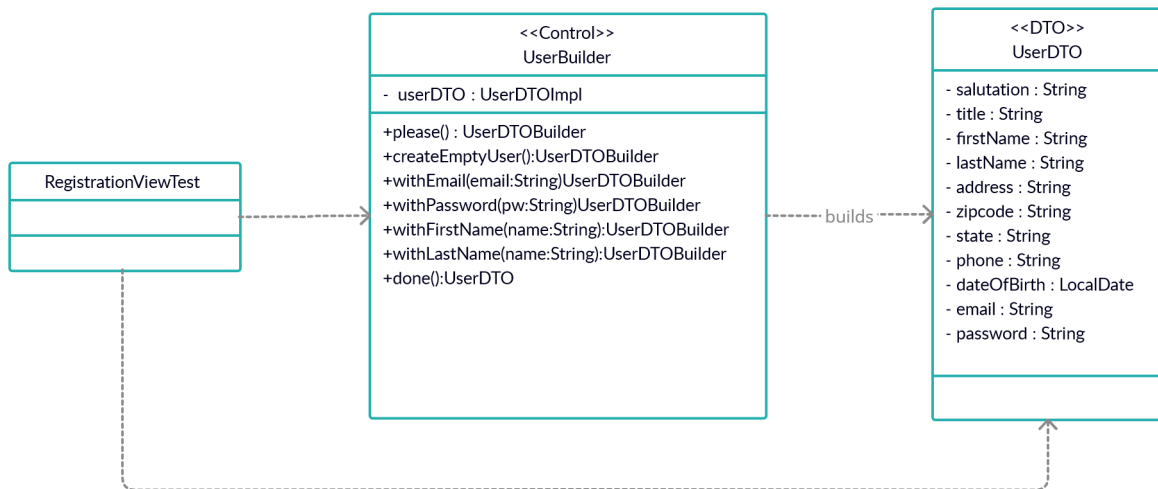 RegistrationViewTest
<<Control>>
UserBuilder
- userDTO : UserDTOImpl
+please() : UserDTOBuilder
+createEmptyUser():UserDTOBuilder
+withEmail(email:String)UserDTOBuilder
+withPassword(pw:String)UserDTOBuilder
+withFirstName(name:String):UserDTOBuilder
+withLastName(name:String):UserDTOBuilder
+done():UserDTO
builds
<<DTO>>
UserDTO
- salutation : String
- title : String
- firstName : String
- lastName : String
- address : String
- zipcode : String
- state : String
- phone : String
- dateOfBirth : LocalDate
- email : String
- password : String